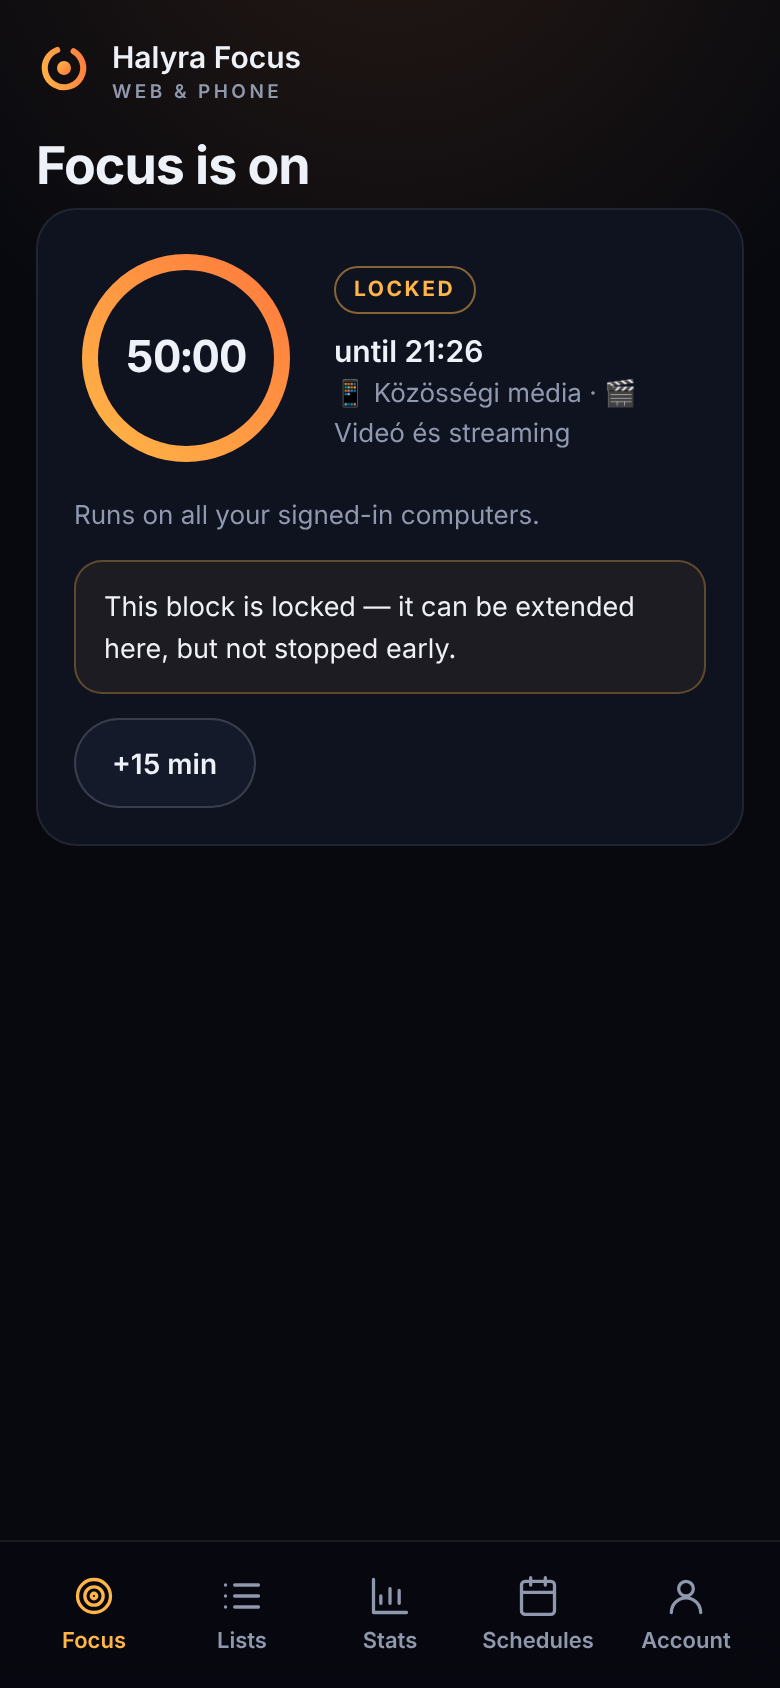 Halyra Focus
WEB & PHONE
Focus is on
50:00
LOCKED
until 21:26
📱 Közösségi média · 🎬
Videó és streaming
Runs on all your signed-in computers.
This block is locked — it can be extended
here, but not stopped early.
+15 min
Focus
Lists
Stats
Schedules
Account